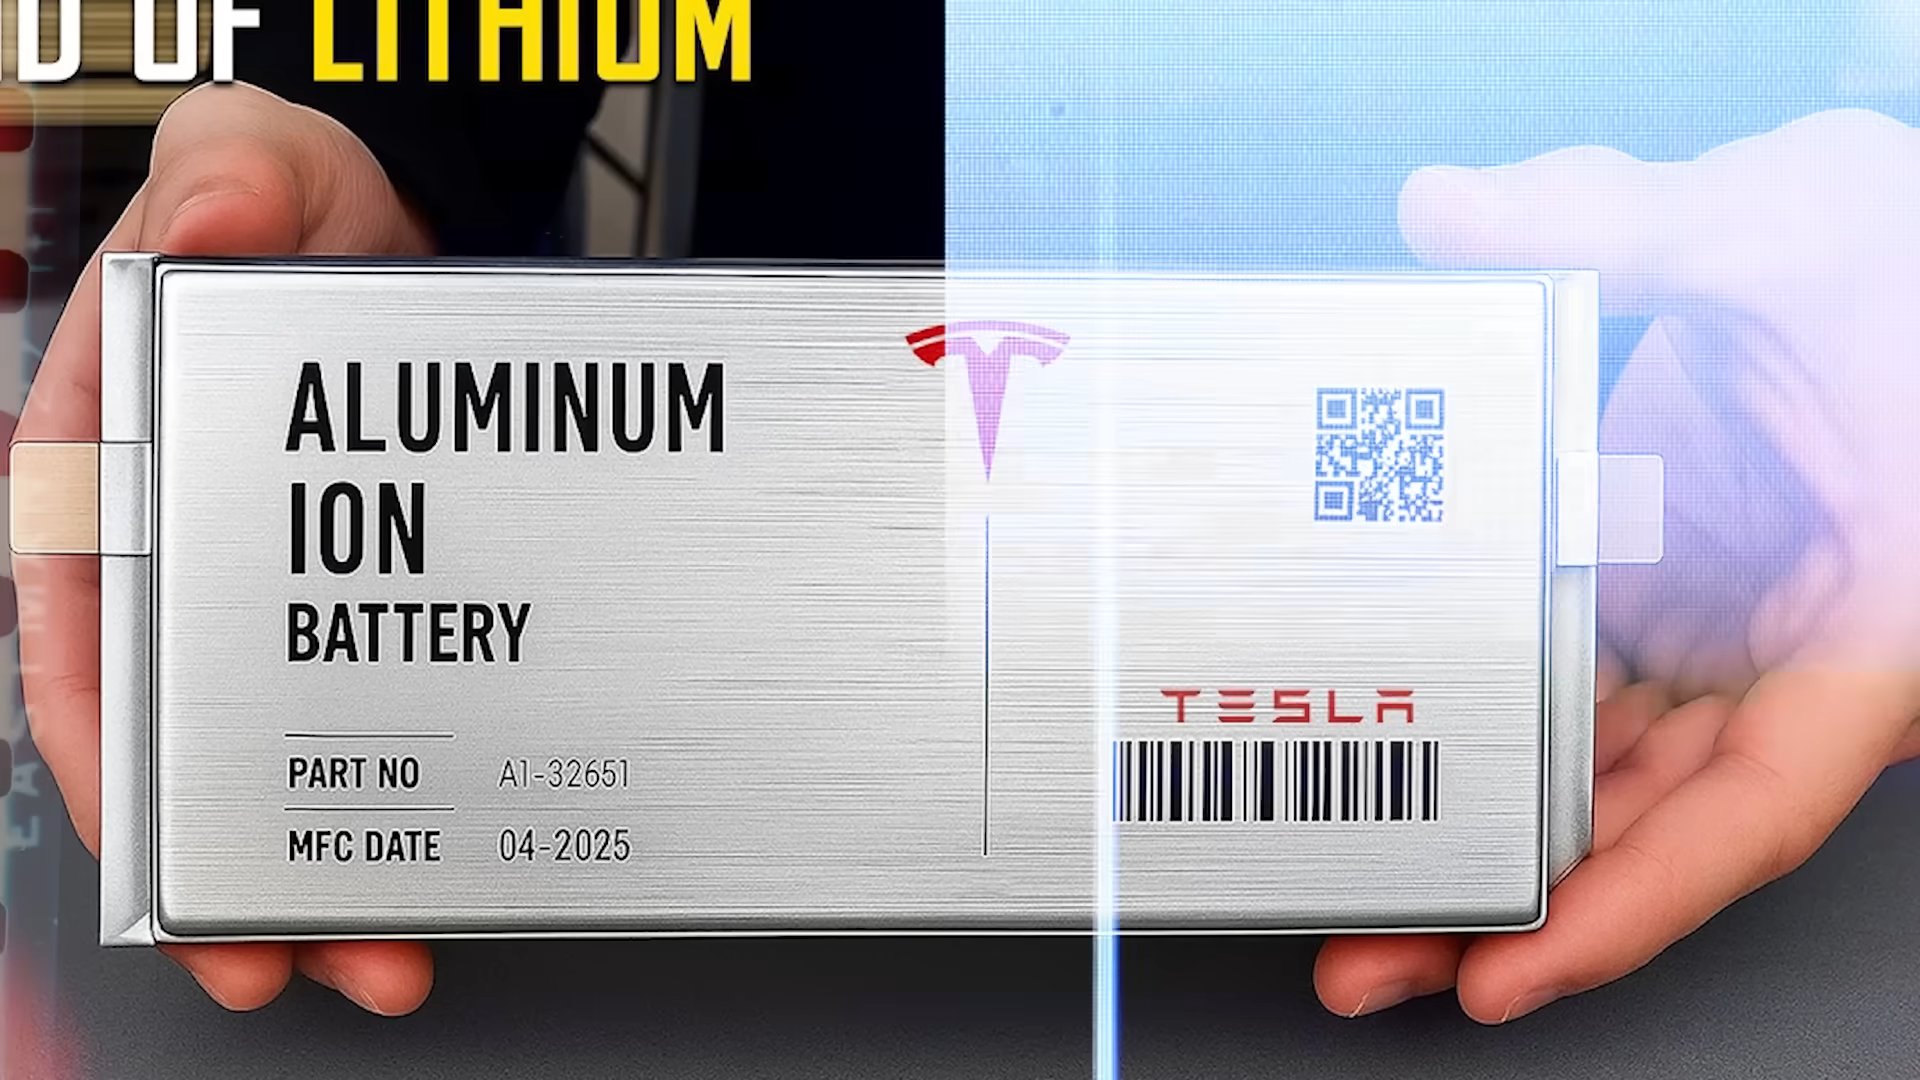 D OF LITHIUM
ALUMINUM
ION
BATTERY
PART NO A1-32651
MFC DATE 04-2025
TESLA